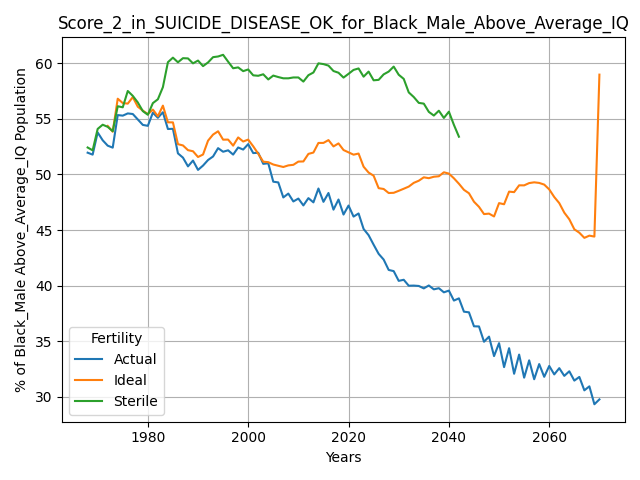 Score_2_in_SUICIDE_DISEASE_OK_for_Black_Male_Above_Average_IQ
% of Black_Male Above_Average_IQ Population
60
55
50
45
40
35
30
Fertility
Actual
Ideal
Sterile
1980
2000
2020
2040
2060
Years